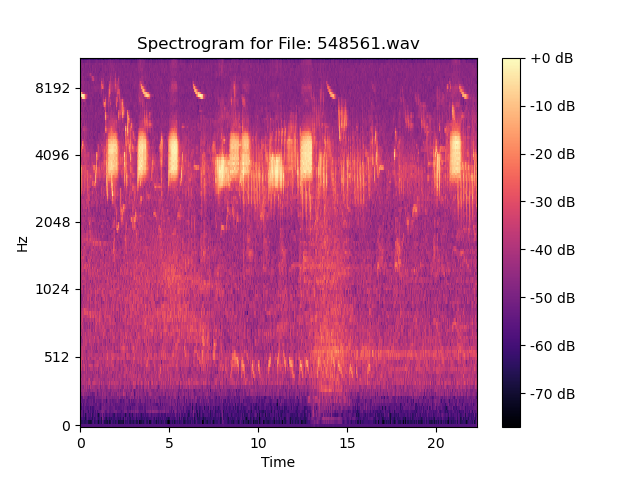 Spectrogram for File: 548561.wav
8192
4096
2048
1024
512
0
Hz
0
5
10
15
20
Time
+0 dB
-10 dB
-20 dB
-30 dB
-40 dB
-50 dB
-60 dB
-70 dB